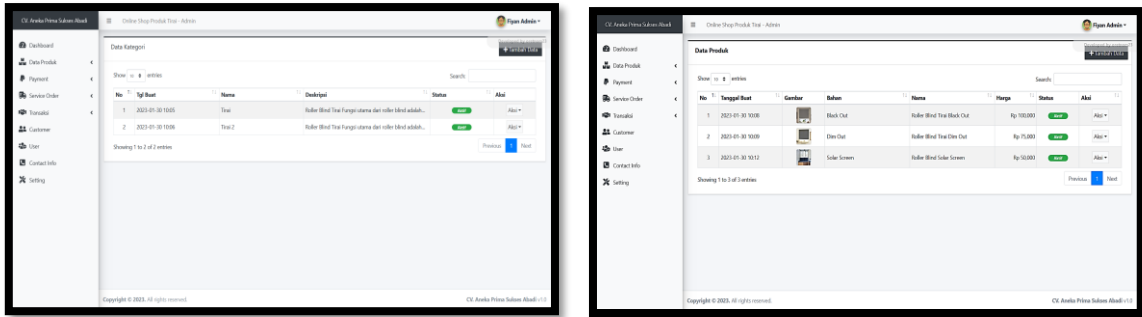 CV. Aneka Prima Sukses Abadi
Online Shop Produk Tirai - Admin
Fiyan Admin
Dashboard
Data Produk
Payment
Service Order
Transaksi
Customer
User
Contact Info
Setting
Data Kategori
+ Tambah Data
Show 10 entries
Search:
No Tgl Buat Nama Deskripsi Status Aksi
1 2023-01-30 10:05 Tirai Roller Blind Tirai Fungsi utama dari roller blind adalah... Aktif Aksi
2 2023-01-30 10:06 Tirai 2 Roller Blind Tirai Fungsi utama dari roller blind adalah... Aktif Aksi
Showing 1 to 2 of 2 entries
Previous 1 Next
Copyright © 2023. All rights reserved.
CV. Aneka Prima Sukses Abadi v1.0
CV. Aneka Prima Sukses Abadi
Online Shop Produk Tirai - Admin
Fiyan Admin
Dashboard
Data Produk
Payment
Service Order
Transaksi
Customer
User
Contact Info
Setting
Data Produk
+ Tambah Data
Show 10 entries
Search:
No Tanggal Buat Gambar Bahan Nama Harga Status Aksi
1 2023-01-30 10:08 Black Out Roller Blind Tirai Black Out Rp 100.000 Aktif Aksi
2 2023-01-30 10:09 Dim Out Roller Blind Tirai Dim Out Rp 75.000 Aktif Aksi
3 2023-01-30 10:12 Solar Screen Roller Blind Solar Screen Rp 50.000 Aktif Aksi
Showing 1 to 3 of 3 entries
Previous 1 Next
Copyright © 2023. All rights reserved.
CV. Aneka Prima Sukses Abadi v1.0